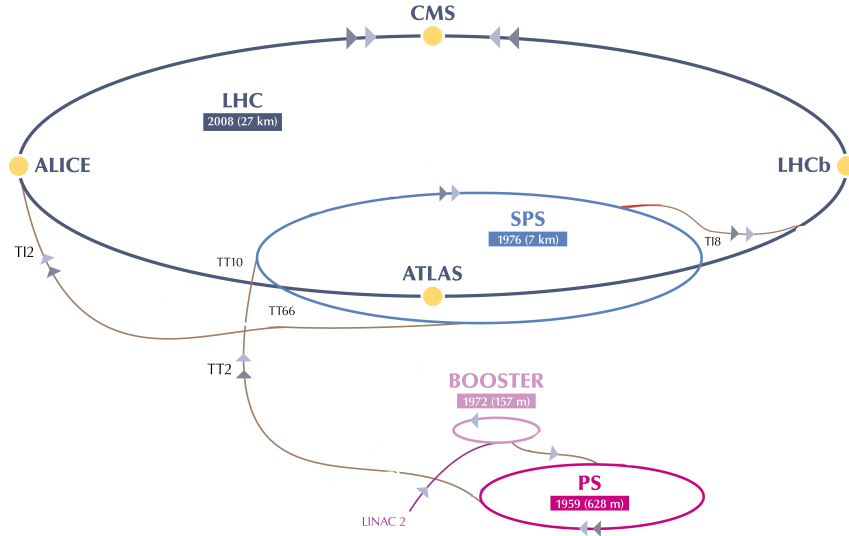 CMS
LHC
2008 (27 km)
ALICE
LHCb
SPS
1976 (7 km)
TI8
TI2
TT10
ATLAS
TT66
TT2
BOOSTER
1972 (157 m)
PS
1959 (628 m)
LINAC 2